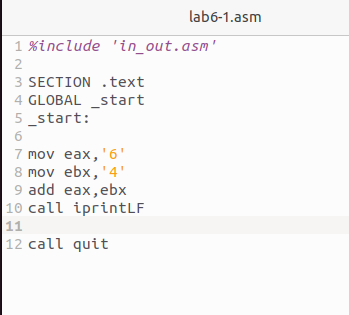 lab6-1.asm
1 %include 'in_out.asm'
2
3 SECTION .text
4 GLOBAL _start
5 _start:
6
7 mov eax,'6'
8 mov ebx,'4'
9 add eax,ebx
10 call iprintLF
11
12 call quit